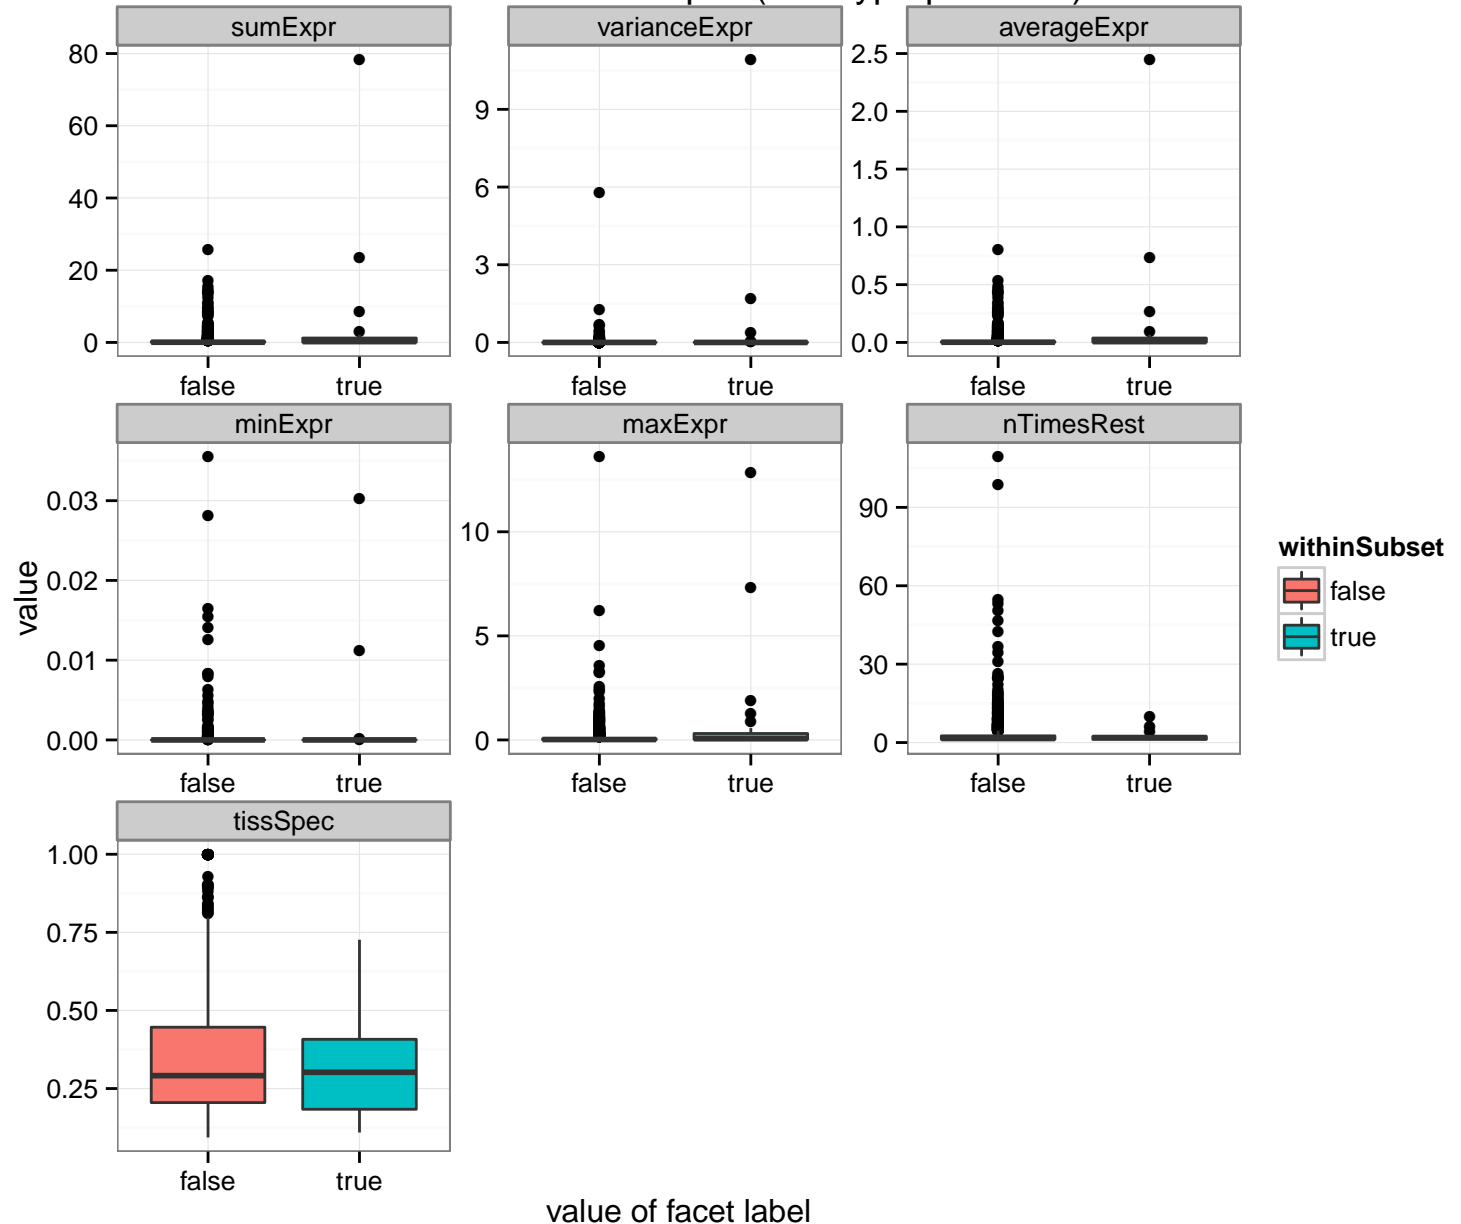 sumExpr
varianceExpr
averageExpr
80
60
40
20
0
9
6
3
0
2.5
2.0
1.5
1.0
0.5
0.0
false
true
false
true
false
true
minExpr
maxExpr
nTimesRest
value
0.03
0.02
0.01
0.00
10
5
0
90
60
30
0
false
true
false
true
false
true
withinSubset
false
true
tissSpec
1.00
0.75
0.50
0.25
false
true
value of facet label